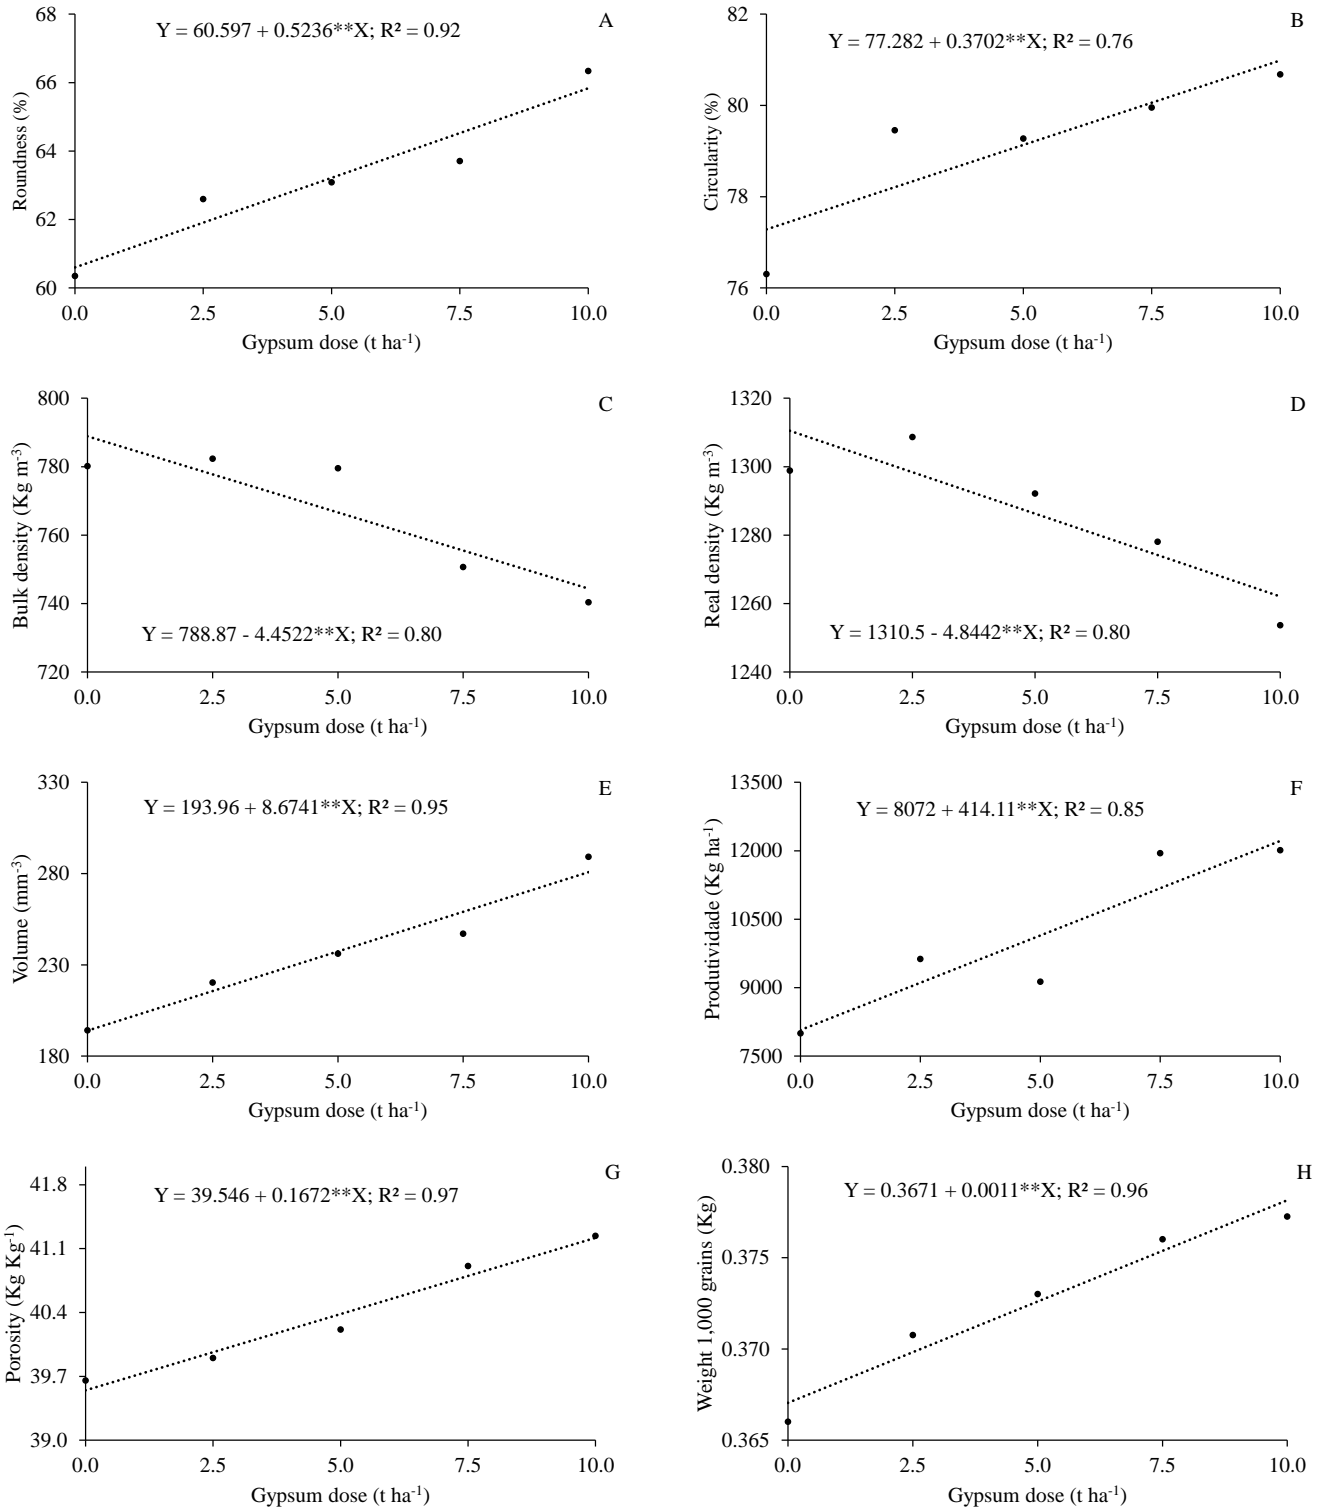 A
Y = 60.597 + 0.5236**X; R² = 0.92
Roundness (%)
68
66
64
62
60
0.0 2.5 5.0 7.5 10.0
Gypsum dose (t ha⁻¹)
B
Y = 77.282 + 0.3702**X; R² = 0.76
Circularity (%)
82
80
78
76
0.0 2.5 5.0 7.5 10.0
Gypsum dose (t ha⁻¹)
C
Bulk density (Kg m⁻³)
800
780
760
740
720
Y = 788.87 - 4.4522**X; R² = 0.80
0.0 2.5 5.0 7.5 10.0
Gypsum dose (t ha⁻¹)
D
Real density (Kg m⁻³)
1320
1300
1280
1260
1240
Y = 1310.5 - 4.8442**X; R² = 0.80
0.0 2.5 5.0 7.5 10.0
Gypsum dose (t ha⁻¹)
E
Y = 193.96 + 8.6741**X; R² = 0.95
Volume (mm⁻³)
330
280
230
180
0.0 2.5 5.0 7.5 10.0
Gypsum dose (t ha⁻¹)
F
Y = 8072 + 414.11**X; R² = 0.85
Produtividade (Kg ha⁻¹)
13500
12000
10500
9000
7500
0.0 2.5 5.0 7.5 10.0
Gypsum dose (t ha⁻¹)
G
Y = 39.546 + 0.1672**X; R² = 0.97
Porosity (Kg Kg⁻¹)
41.8
41.1
40.4
39.7
39.0
0.0 2.5 5.0 7.5 10.0
Gypsum dose (t ha⁻¹)
H
Y = 0.3671 + 0.0011**X; R² = 0.96
Weight 1,000 grains (Kg)
0.380
0.375
0.370
0.365
0.0 2.5 5.0 7.5 10.0
Gypsum dose (t ha⁻¹)